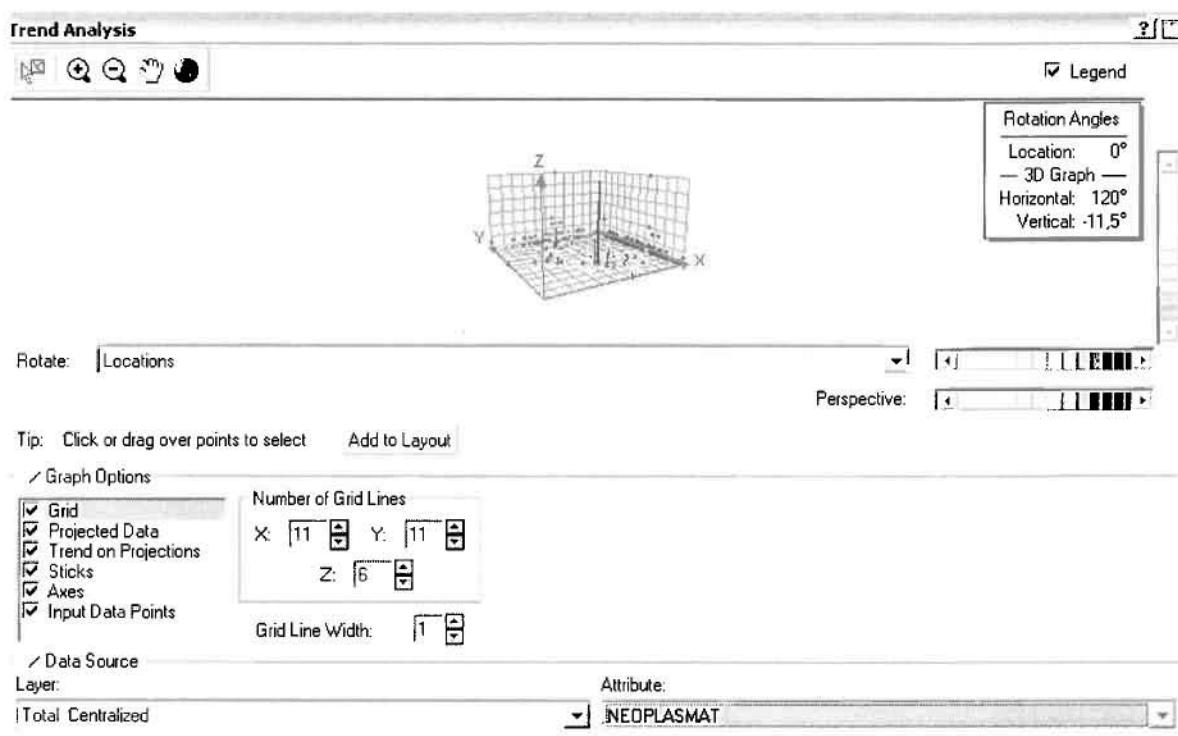 Trend Analysis
Legend
Rotation Angles
Location: 0°
3D Graph
Horizontal: 120°
Vertical: -11,5°
Z
Y
X
Rotate: Locations
Perspective:
Tip: Click or drag over points to select Add to Layout
Graph Options
Grid
Projected Data
Trend on Projections
Sticks
Axes
Input Data Points
Number of Grid Lines
X: 11 Y: 11
Z: 6
Grid Line Width: 1
Data Source
Layer: Attribute:
Total Centralized NEOPLASMAT